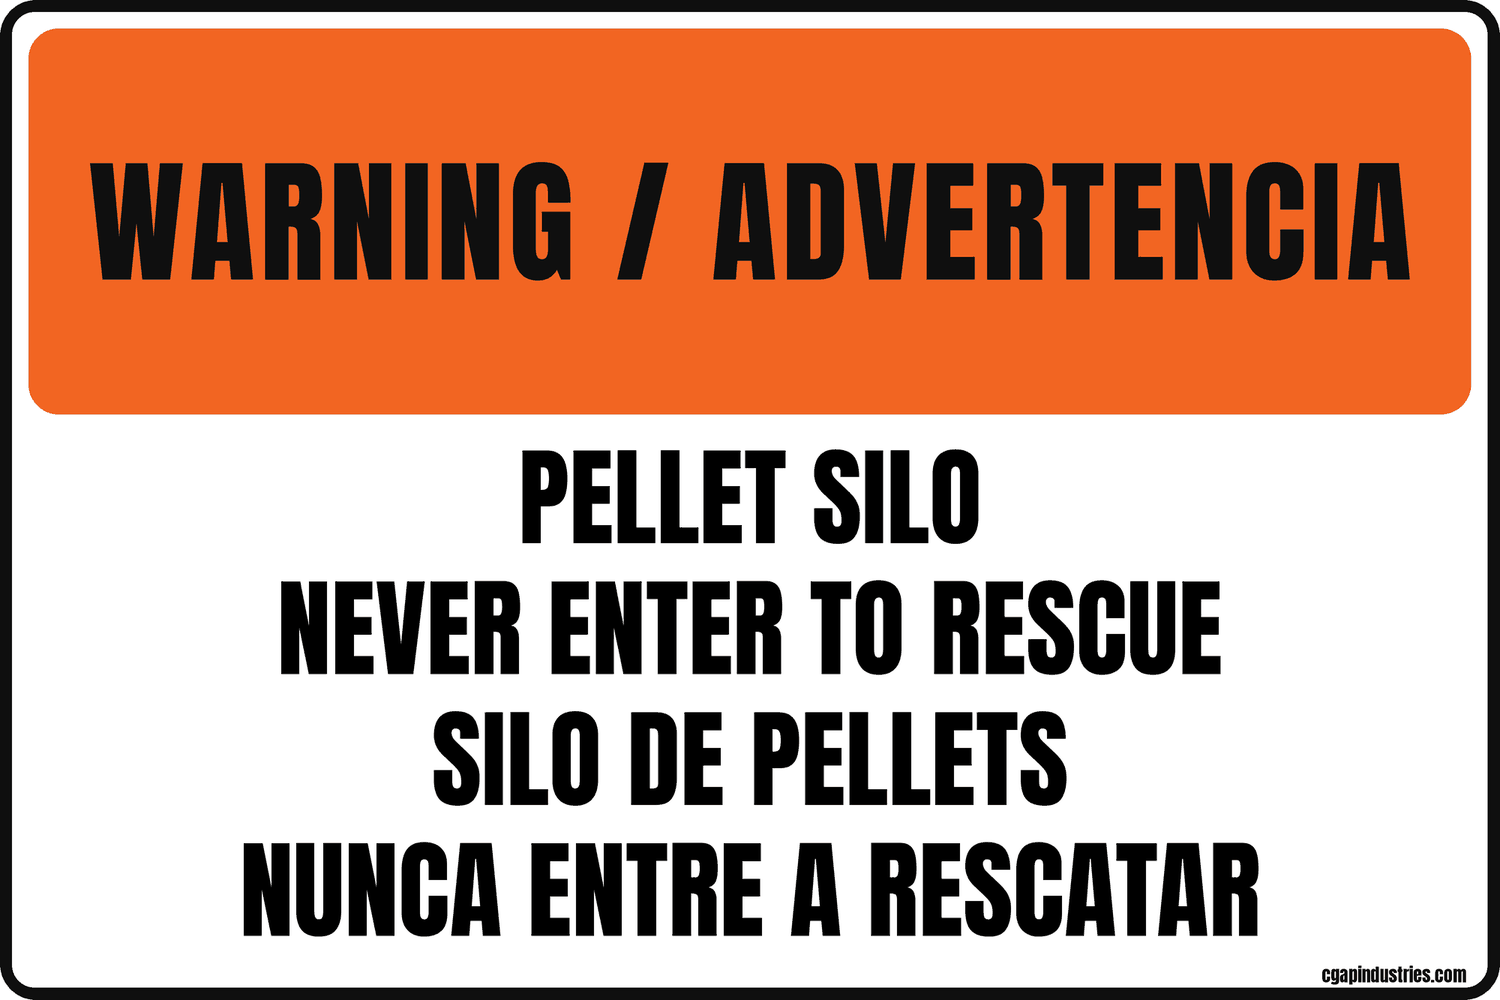 WARNING / ADVERTENCIA
PELLET SILO
NEVER ENTER TO RESCUE
SILO DE PELLETS
NUNCA ENTRE A RESCATAR
cgapindustries.com